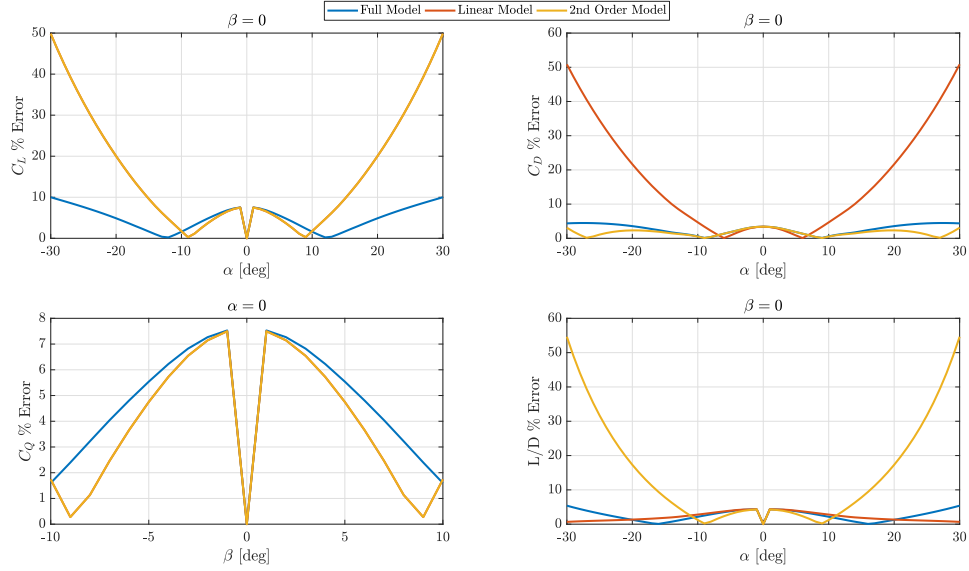 Full Model Linear Model 2nd Order Model
β = 0
C_L % Error
50
40
30
20
10
0
-30 -20 -10 0 10 20 30
α [deg]
β = 0
C_D % Error
60
50
40
30
20
10
0
-30 -20 -10 0 10 20 30
α [deg]
α = 0
C_Q % Error
8
7
6
5
4
3
2
1
0
-10 -5 0 5 10
β [deg]
β = 0
L/D % Error
60
50
40
30
20
10
0
-30 -20 -10 0 10 20 30
α [deg]